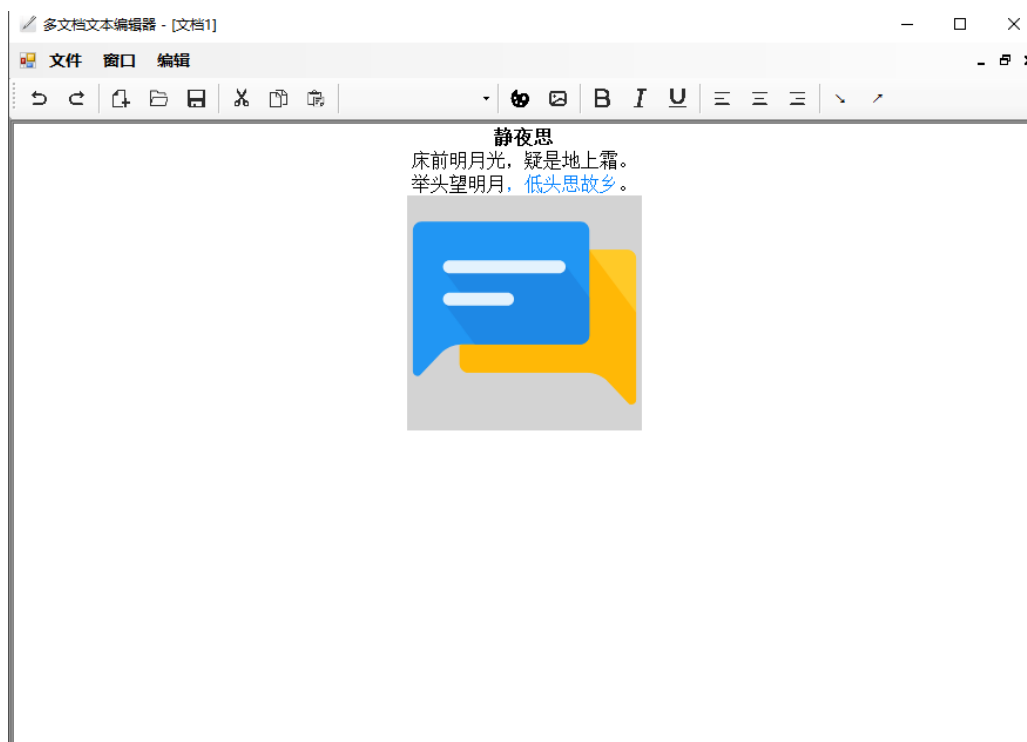 多文档文本编辑器 - [文档1]
文件 窗口 编辑
B I U
静夜思
床前明月光，疑是地上霜。
举头望明月，低头思故乡。